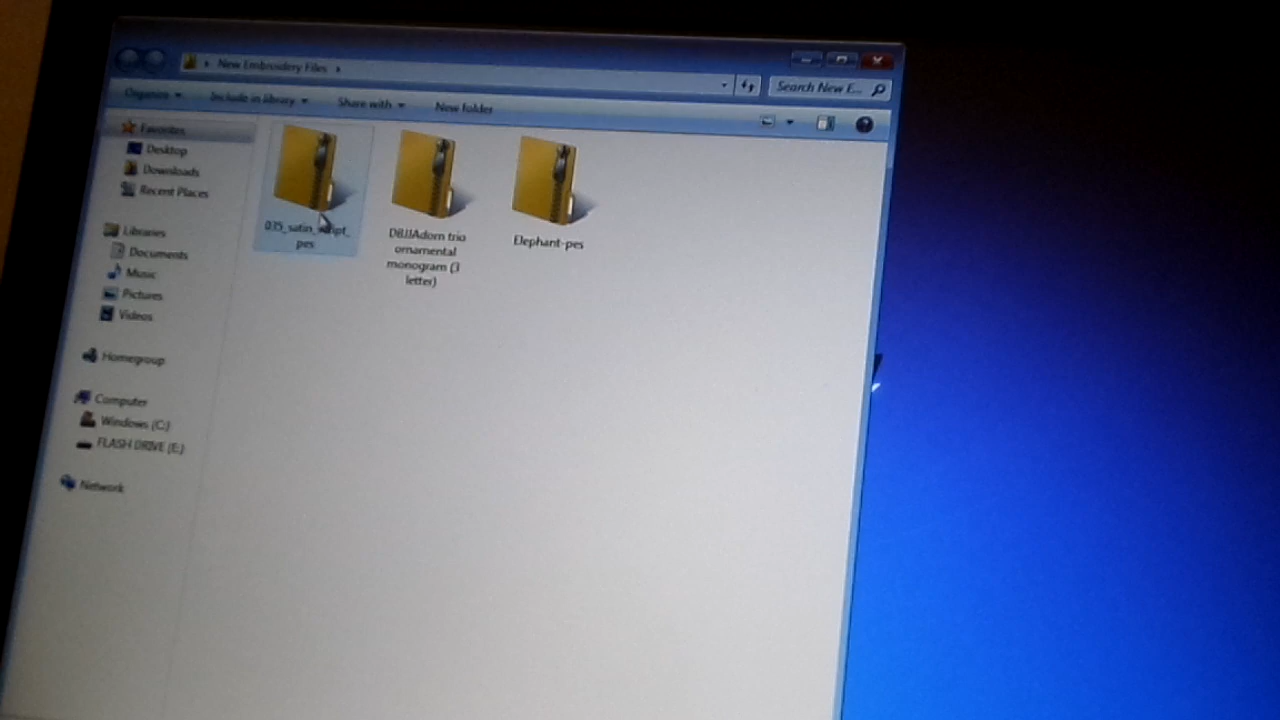 New Embroidery Files
Search New E...
Organize
Include in library
Share with
New folder
Favorites
Desktop
Downloads
Recent Places
Libraries
Documents
Music
Pictures
Videos
Homegroup
Computer
Windows (C:)
FLASH DRIVE (E:)
Network
035_satin_script_
pes
DBJJAdorn trio
ornamental
monogram (3
letter)
Elephant-pes